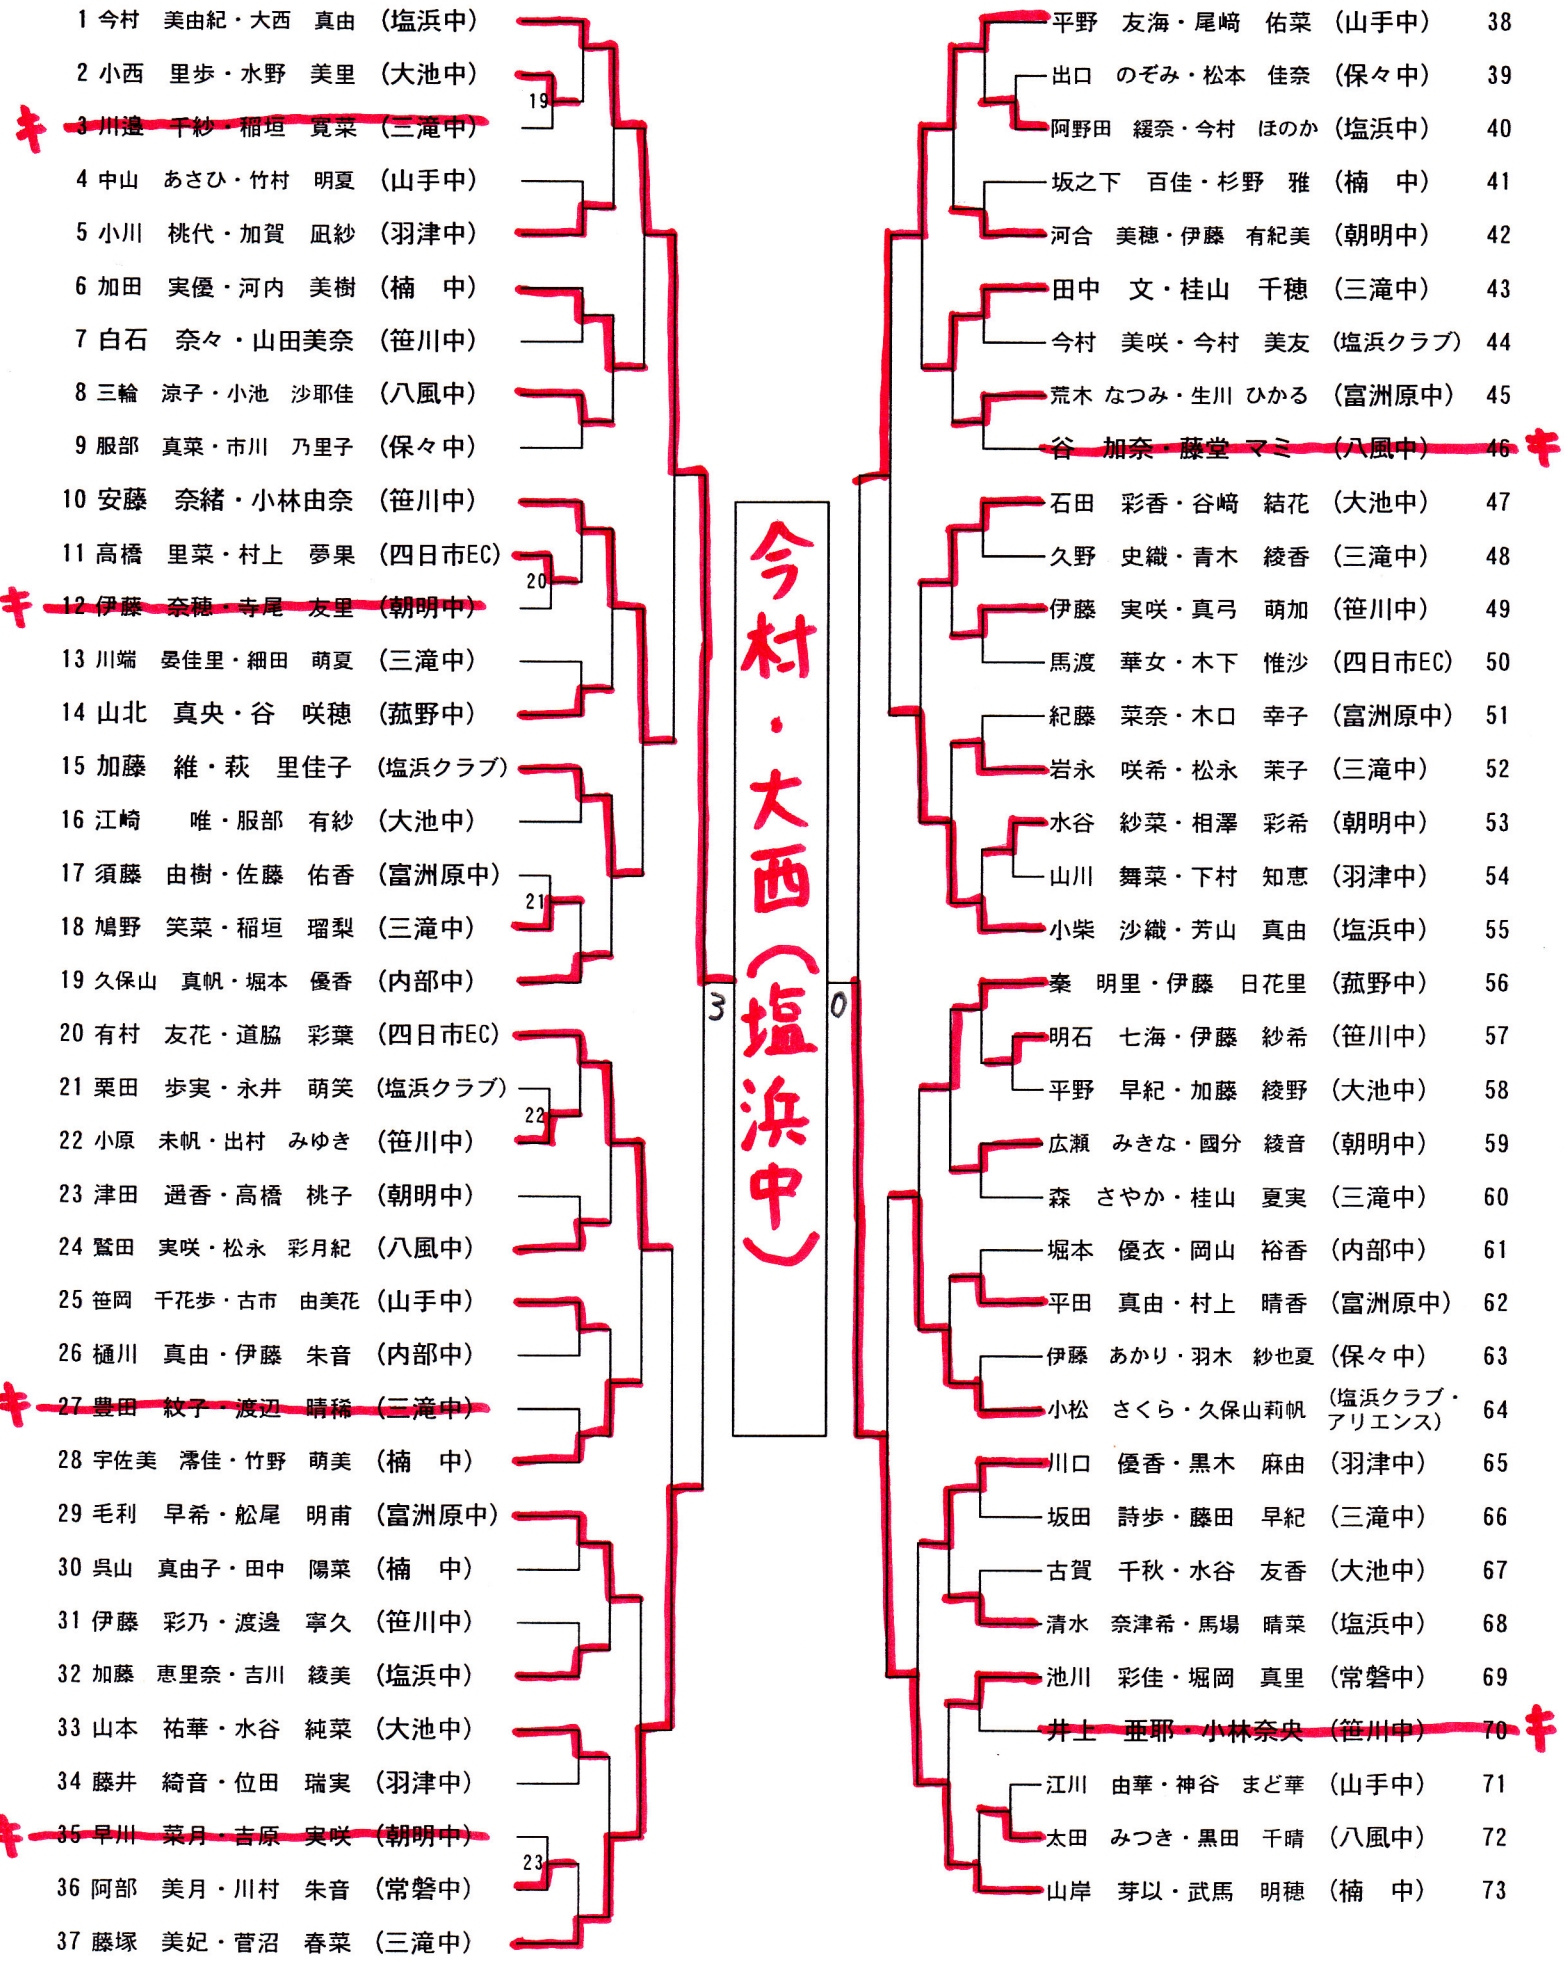 1 今村 美由紀・大西 真由 (塩浜中)
2 小西 里歩・水野 美里 (大池中)
19
キ 3 川邉 千紗・稲垣 寛菜 (三滝中)
4 中山 あさひ・竹村 明夏 (山手中)
5 小川 桃代・加賀 凪紗 (羽津中)
6 加田 実優・河内 美樹 (楠 中)
7 白石 奈々・山田美奈 (笹川中)
8 三輪 涼子・小池 沙耶佳 (八風中)
9 服部 真菜・市川 乃里子 (保々中)
10 安藤 奈緒・小林由奈 (笹川中)
11 高橋 里菜・村上 夢果 (四日市EC)
20
キ 12 伊藤 奈穂・寺尾 友里 (朝明中)
13 川端 晏佳里・細田 萌夏 (三滝中)
14 山北 真央・谷 咲穂 (菰野中)
15 加藤 維・萩 里佳子 (塩浜クラブ)
16 江崎 唯・服部 有紗 (大池中)
17 須藤 由樹・佐藤 佑香 (富洲原中)
21
18 鳩野 笑菜・稲垣 瑠梨 (三滝中)
19 久保山 真帆・堀本 優香 (内部中)
20 有村 友花・道脇 彩葉 (四日市EC)
21 栗田 歩実・永井 萌笑 (塩浜クラブ)
22
22 小原 未帆・出村 みゆき (笹川中)
23 津田 遥香・高橋 桃子 (朝明中)
24 鷲田 実咲・松永 彩月紀 (八風中)
25 笹岡 千花歩・古市 由美花 (山手中)
26 樋川 真由・伊藤 朱音 (内部中)
キ 27 豊田 紋子・渡辺 晴稀 (三滝中)
28 宇佐美 澪佳・竹野 萌美 (楠 中)
29 毛利 早希・舩尾 明甫 (富洲原中)
30 呉山 真由子・田中 陽菜 (楠 中)
31 伊藤 彩乃・渡邊 寧久 (笹川中)
32 加藤 恵里奈・吉川 綾美 (塩浜中)
33 山本 祐華・水谷 純菜 (大池中)
34 藤井 綺音・位田 瑞実 (羽津中)
キ 35 早川 菜月・吉原 実咲 (朝明中)
23
36 阿部 美月・川村 朱音 (常磐中)
37 藤塚 美妃・菅沼 春菜 (三滝中)
今村・大西(塩浜中)
3
0
平野 友海・尾﨑 佑菜 (山手中) 38
出口 のぞみ・松本 佳奈 (保々中) 39
阿野田 緩奈・今村 ほのか (塩浜中) 40
坂之下 百佳・杉野 雅 (楠 中) 41
河合 美穂・伊藤 有紀美 (朝明中) 42
田中 文・桂山 千穂 (三滝中) 43
今村 美咲・今村 美友 (塩浜クラブ) 44
荒木 なつみ・生川 ひかる (富洲原中) 45
谷 加奈・藤堂 マミ (八風中) 46 キ
石田 彩香・谷﨑 結花 (大池中) 47
久野 史織・青木 綾香 (三滝中) 48
伊藤 実咲・真弓 萌加 (笹川中) 49
馬渡 華女・木下 惟沙 (四日市EC) 50
紀藤 菜奈・木口 幸子 (富洲原中) 51
岩永 咲希・松永 茉子 (三滝中) 52
水谷 紗菜・相澤 彩希 (朝明中) 53
山川 舞菜・下村 知恵 (羽津中) 54
小柴 沙織・芳山 真由 (塩浜中) 55
秦 明里・伊藤 日花里 (菰野中) 56
明石 七海・伊藤 紗希 (笹川中) 57
平野 早紀・加藤 綾野 (大池中) 58
広瀬 みきな・國分 綾音 (朝明中) 59
森 さやか・桂山 夏実 (三滝中) 60
堀本 優衣・岡山 裕香 (内部中) 61
平田 真由・村上 晴香 (富洲原中) 62
伊藤 あかり・羽木 紗也夏 (保々中) 63
小松 さくら・久保山莉帆 (塩浜クラブ・アリエンス) 64
川口 優香・黒木 麻由 (羽津中) 65
坂田 詩歩・藤田 早紀 (三滝中) 66
古賀 千秋・水谷 友香 (大池中) 67
清水 奈津希・馬場 晴菜 (塩浜中) 68
池川 彩佳・堀岡 真里 (常磐中) 69
井上 亜耶・小林奈央 (笹川中) 70 キ
江川 由華・神谷 まど華 (山手中) 71
太田 みつき・黒田 千晴 (八風中) 72
山岸 芽以・武馬 明穂 (楠 中) 73